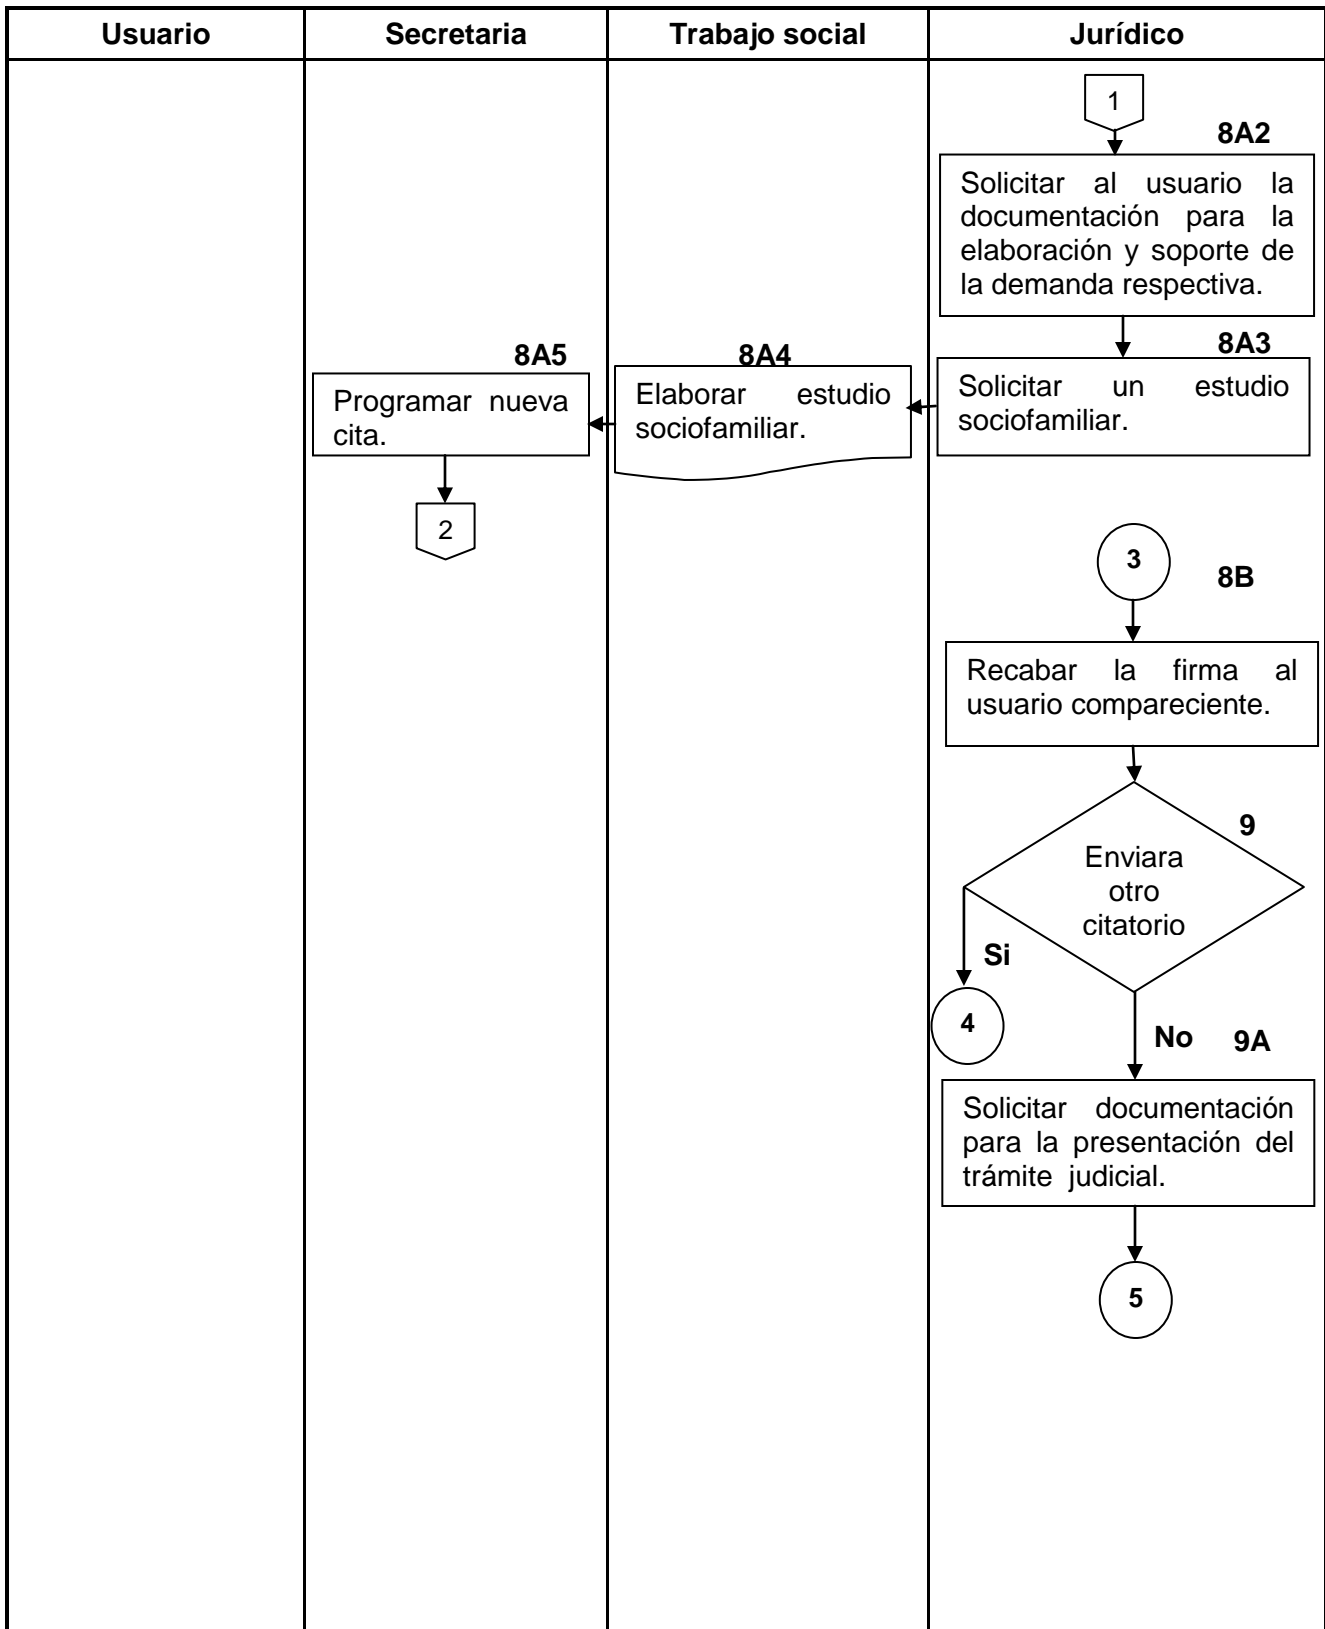 Usuario Secretaria Trabajo social Jurídico
1
8A2
Solicitar al usuario la
documentación para la
elaboración y soporte de
la demanda respectiva.
8A5 8A4 8A3
Programar nueva
cita.
Elaborar estudio
sociofamiliar.
Solicitar un estudio
sociofamiliar.
2
3
8B
Recabar la firma al
usuario compareciente.
9
Enviara
otro
citatorio
Si
4
No 9A
Solicitar documentación
para la presentación del
trámite judicial.
5